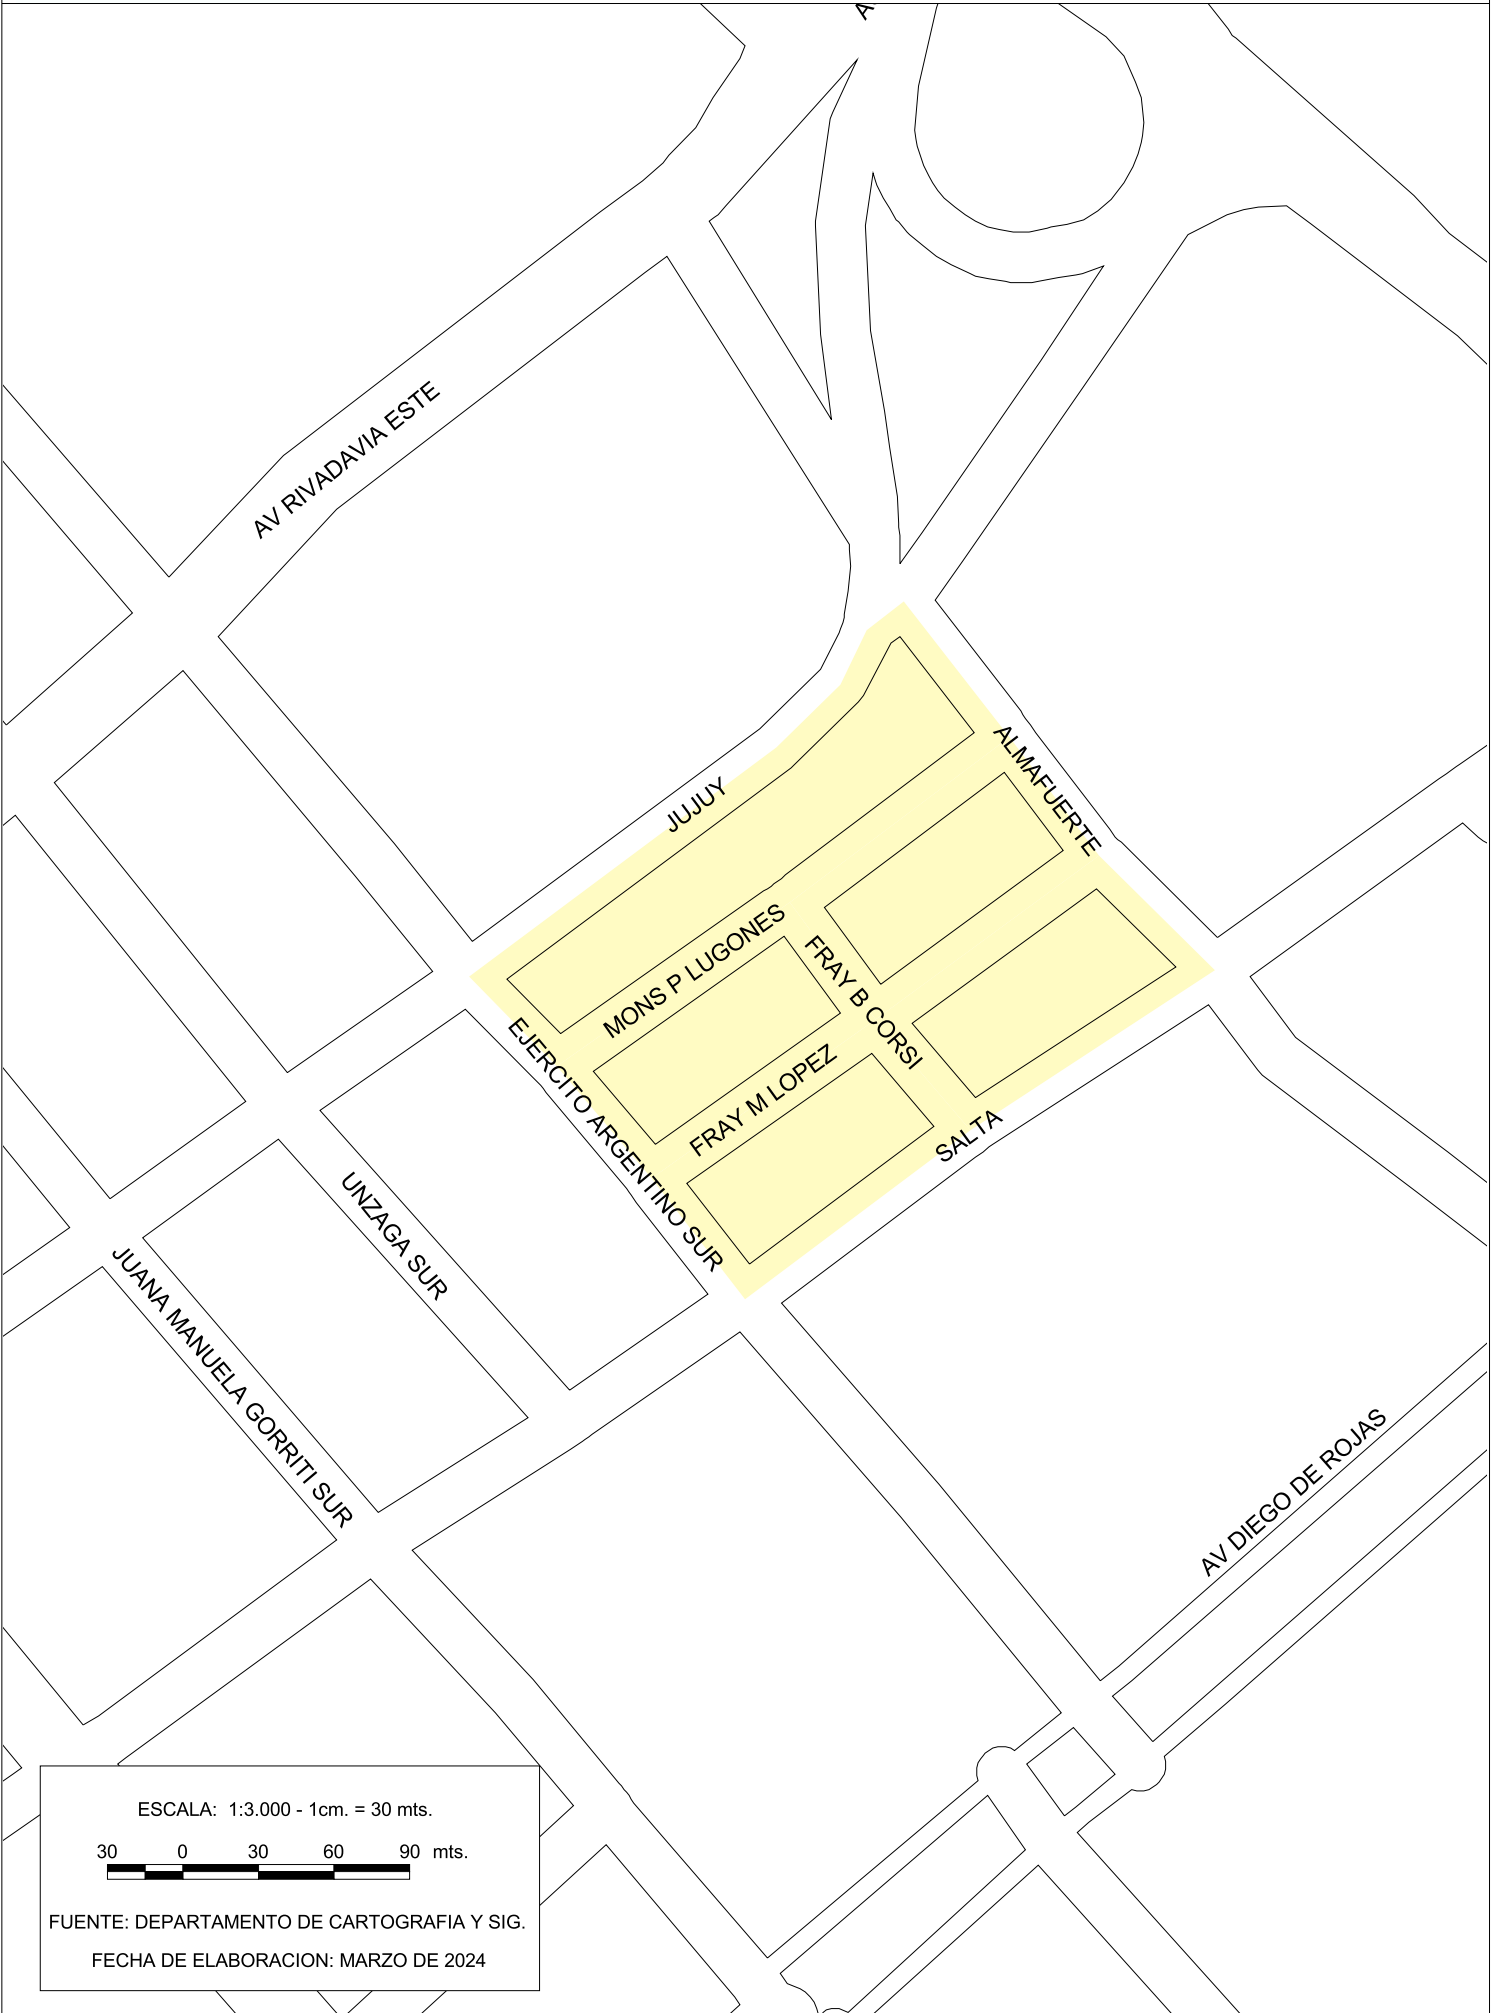 A
AV RIVADAVIA ESTE
JUJUY
ALMAFUERTE
MONS P LUGONES
FRAY B CORSI
EJERCITO ARGENTINO SUR
FRAY M LOPEZ
SALTA
UNZAGA SUR
JUANA MANUELA GORRITI SUR
AV DIEGO DE ROJAS
ESCALA: 1:3.000 - 1cm. = 30 mts.
30 0 30 60 90 mts.
FUENTE: DEPARTAMENTO DE CARTOGRAFIA Y SIG.
FECHA DE ELABORACION: MARZO DE 2024